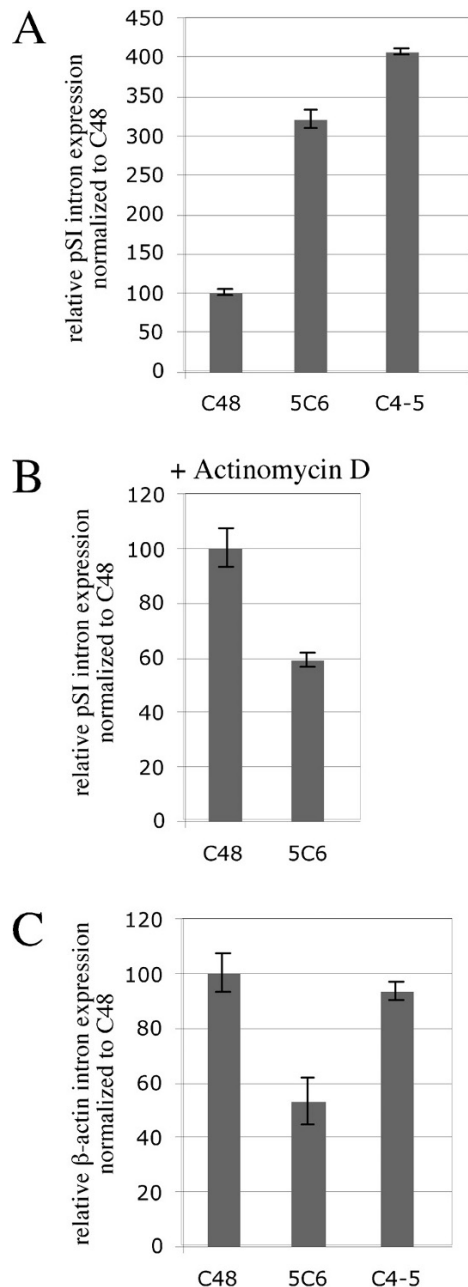 A
relative pSI intron expression
normalized to C48
450
400
350
300
250
200
150
100
50
0
C48 5C6 C4-5
B
+ Actinomycin D
relative pSI intron expression
normalized to C48
120
100
80
60
40
20
0
C48 5C6
C
relative β-actin intron expression
normalized to C48
120
100
80
60
40
20
0
C48 5C6 C4-5